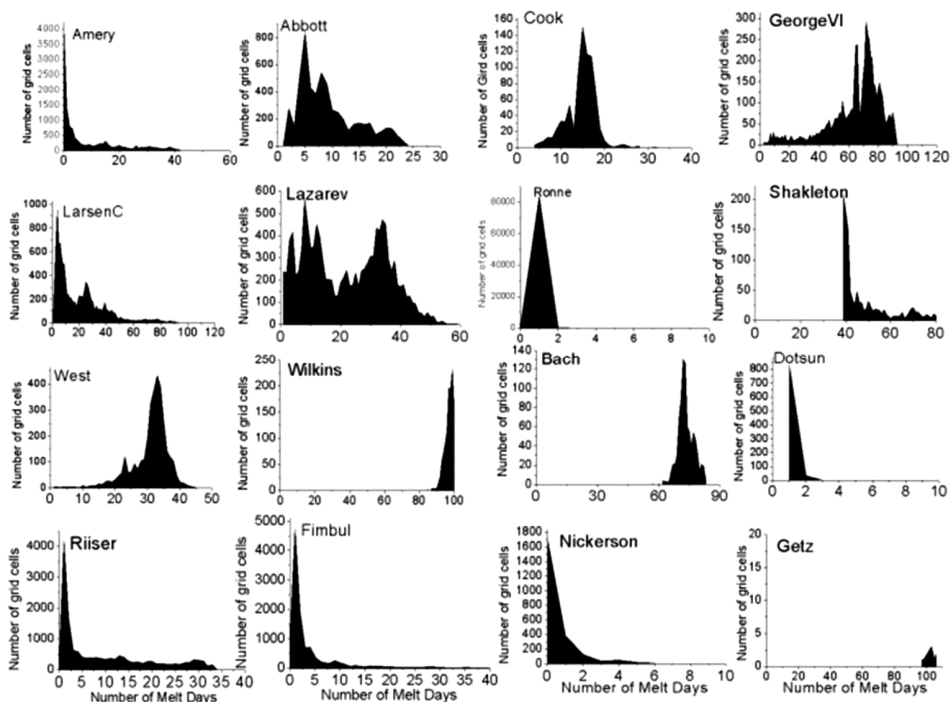 Amery
Number of grid cells
4000
3500
3000
2500
2000
1500
1000
500
0
0 20 40 60
Abbott
Number of grid cells
800
600
400
200
0
0 5 10 15 20 25 30
Cook
Number of Gird cells
160
140
120
100
80
60
40
20
0
0 10 20 30 40
GeorgeVI
Number of grid cells
300
250
200
150
100
50
0
0 20 40 60 80 100 120
LarsenC
Number of grid cells
1000
800
600
400
200
0
0 20 40 60 80 100 120
Lazarev
Number of grid cells
600
500
400
300
200
100
0
0 20 40 60
Ronne
Number of grid cells
80000
60000
40000
20000
0
0 2 4 6 8 10
Shakleton
Number of grid cells
200
150
100
50
0
0 20 40 60 80
West
Number of grid cells
400
300
200
100
0
0 10 20 30 40 50
Wilkins
Number of grid cells
250
200
150
100
50
0
0 20 40 60 80 100
Bach
Number of grid cells
140
120
100
80
60
40
20
0
0 30 60 90
Dotsun
Number of grid cells
800
700
600
500
400
300
200
100
0
0 2 4 6 8 10
Riiser
Number of grid cells
4000
3000
2000
1000
0
0 5 10 15 20 25 30 35 40
Number of Melt Days
Fimbul
Number of grid cells
5000
4000
3000
2000
1000
0
0 5 10 15 20 25 30 35 40
Number of Melt Days
Nickerson
Number of grid cells
1800
1600
1400
1200
1000
800
600
400
200
0
0 2 4 6 8 10
Number of Melt Days
Getz
Number of grid cells
20
15
10
5
0
0 20 40 60 80 100
Number of Melt Days